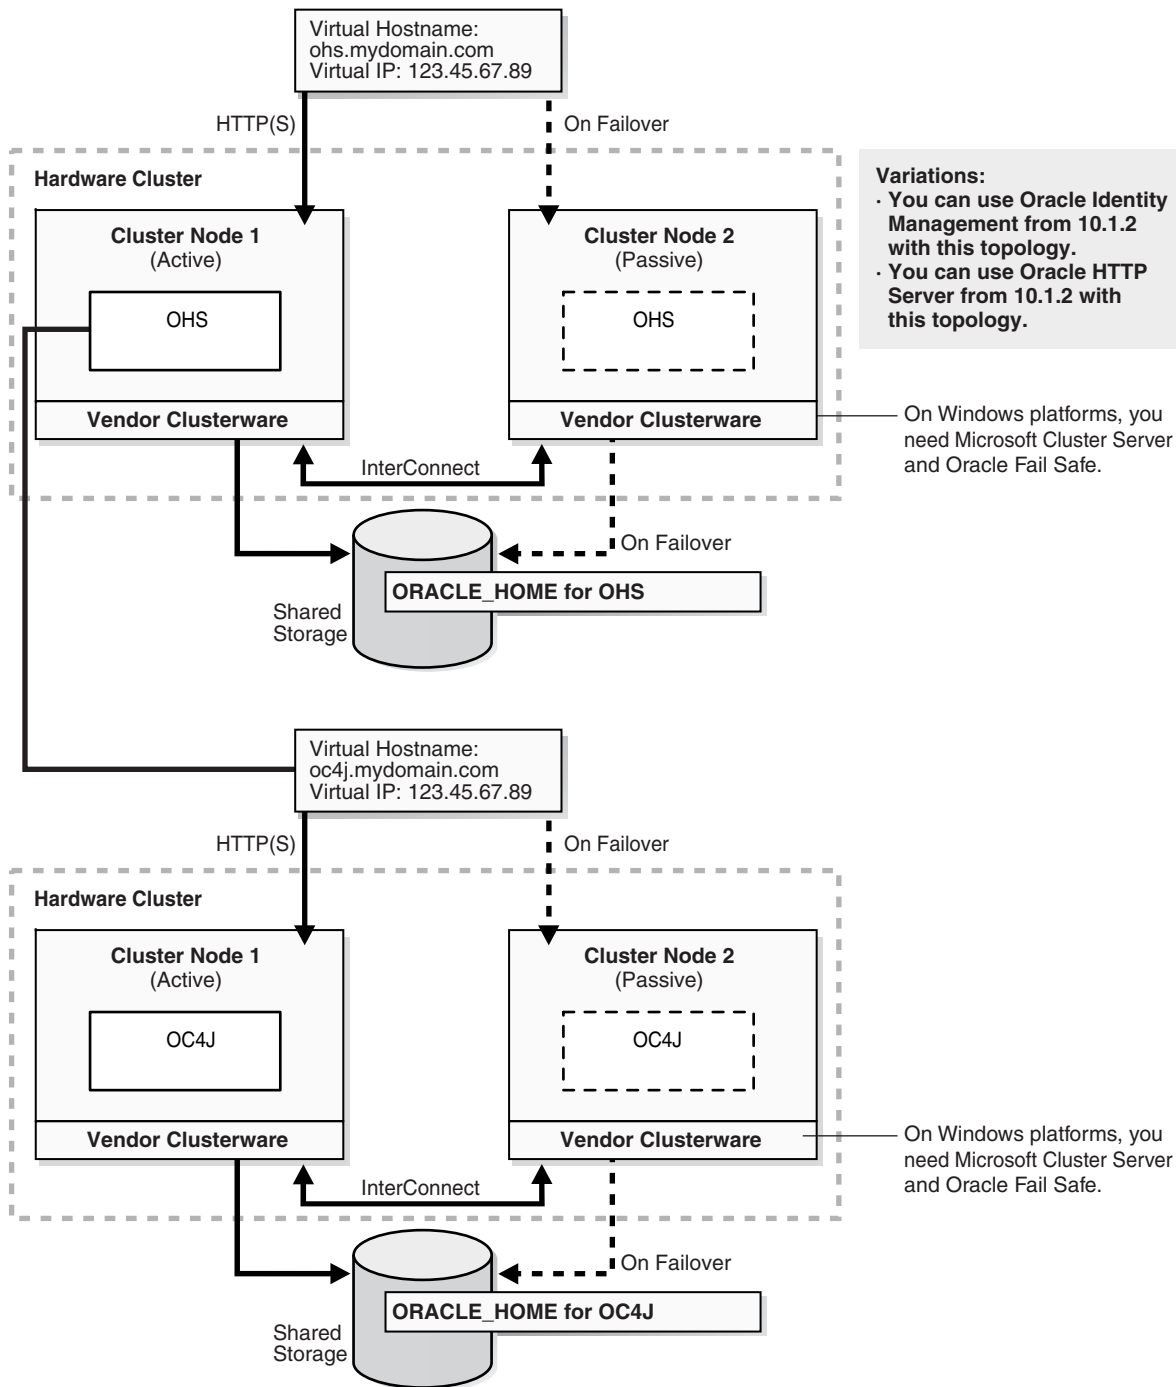 Virtual Hostname:
ohs.mydomain.com
Virtual IP: 123.45.67.89
HTTP(S)
On Failover
Hardware Cluster
Cluster Node 1
(Active)
OHS
Vendor Clusterware
Cluster Node 2
(Passive)
OHS
Vendor Clusterware
InterConnect
Variations:
· You can use Oracle Identity
Management from 10.1.2
with this topology.
· You can use Oracle HTTP
Server from 10.1.2 with
this topology.
On Windows platforms, you
need Microsoft Cluster Server
and Oracle Fail Safe.
On Failover
ORACLE_HOME for OHS
Shared
Storage
Virtual Hostname:
oc4j.mydomain.com
Virtual IP: 123.45.67.89
HTTP(S)
On Failover
Hardware Cluster
Cluster Node 1
(Active)
OC4J
Vendor Clusterware
Cluster Node 2
(Passive)
OC4J
Vendor Clusterware
InterConnect
On Windows platforms, you
need Microsoft Cluster Server
and Oracle Fail Safe.
On Failover
ORACLE_HOME for OC4J
Shared
Storage